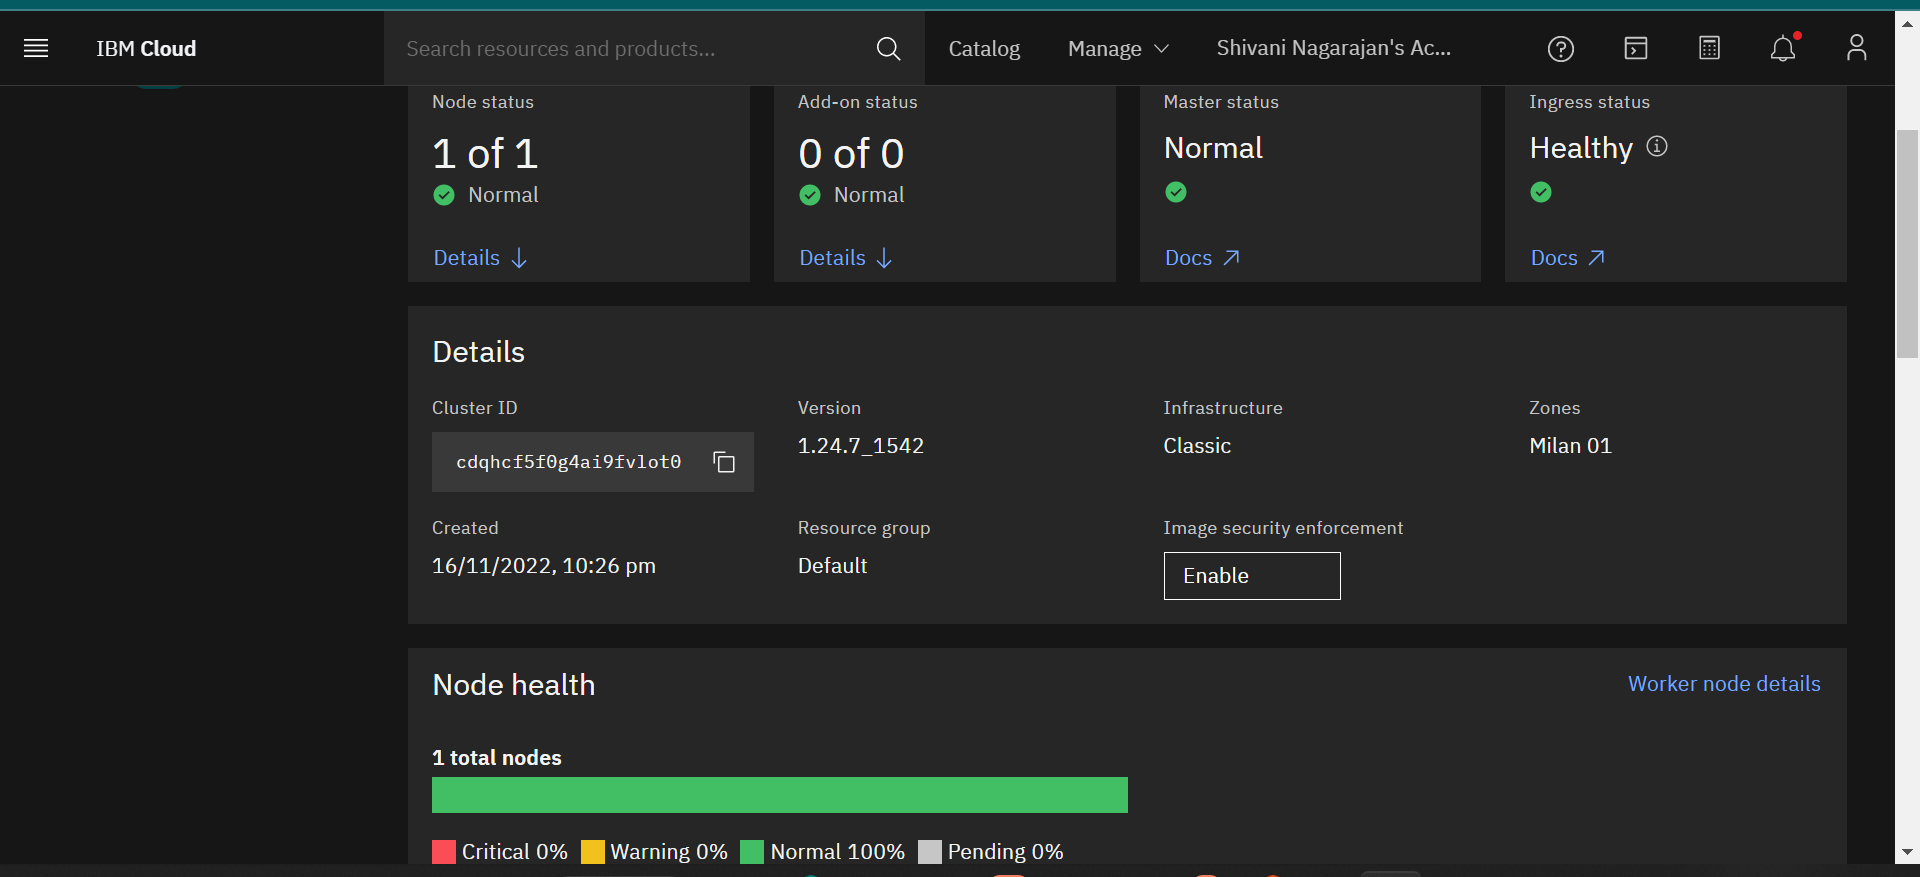 IBM Cloud
Search resources and products...
Catalog
Manage
Shivani Nagarajan's Ac...
Node status
1 of 1
Normal
Details
Add-on status
0 of 0
Normal
Details
Master status
Normal
Docs
Ingress status
Healthy
Docs
Details
Cluster ID
cdqhcf5f0g4ai9fvlot0
Version
1.24.7_1542
Infrastructure
Classic
Zones
Milan 01
Created
16/11/2022, 10:26 pm
Resource group
Default
Image security enforcement
Enable
Node health
Worker node details
1 total nodes
Critical 0% Warning 0% Normal 100% Pending 0%